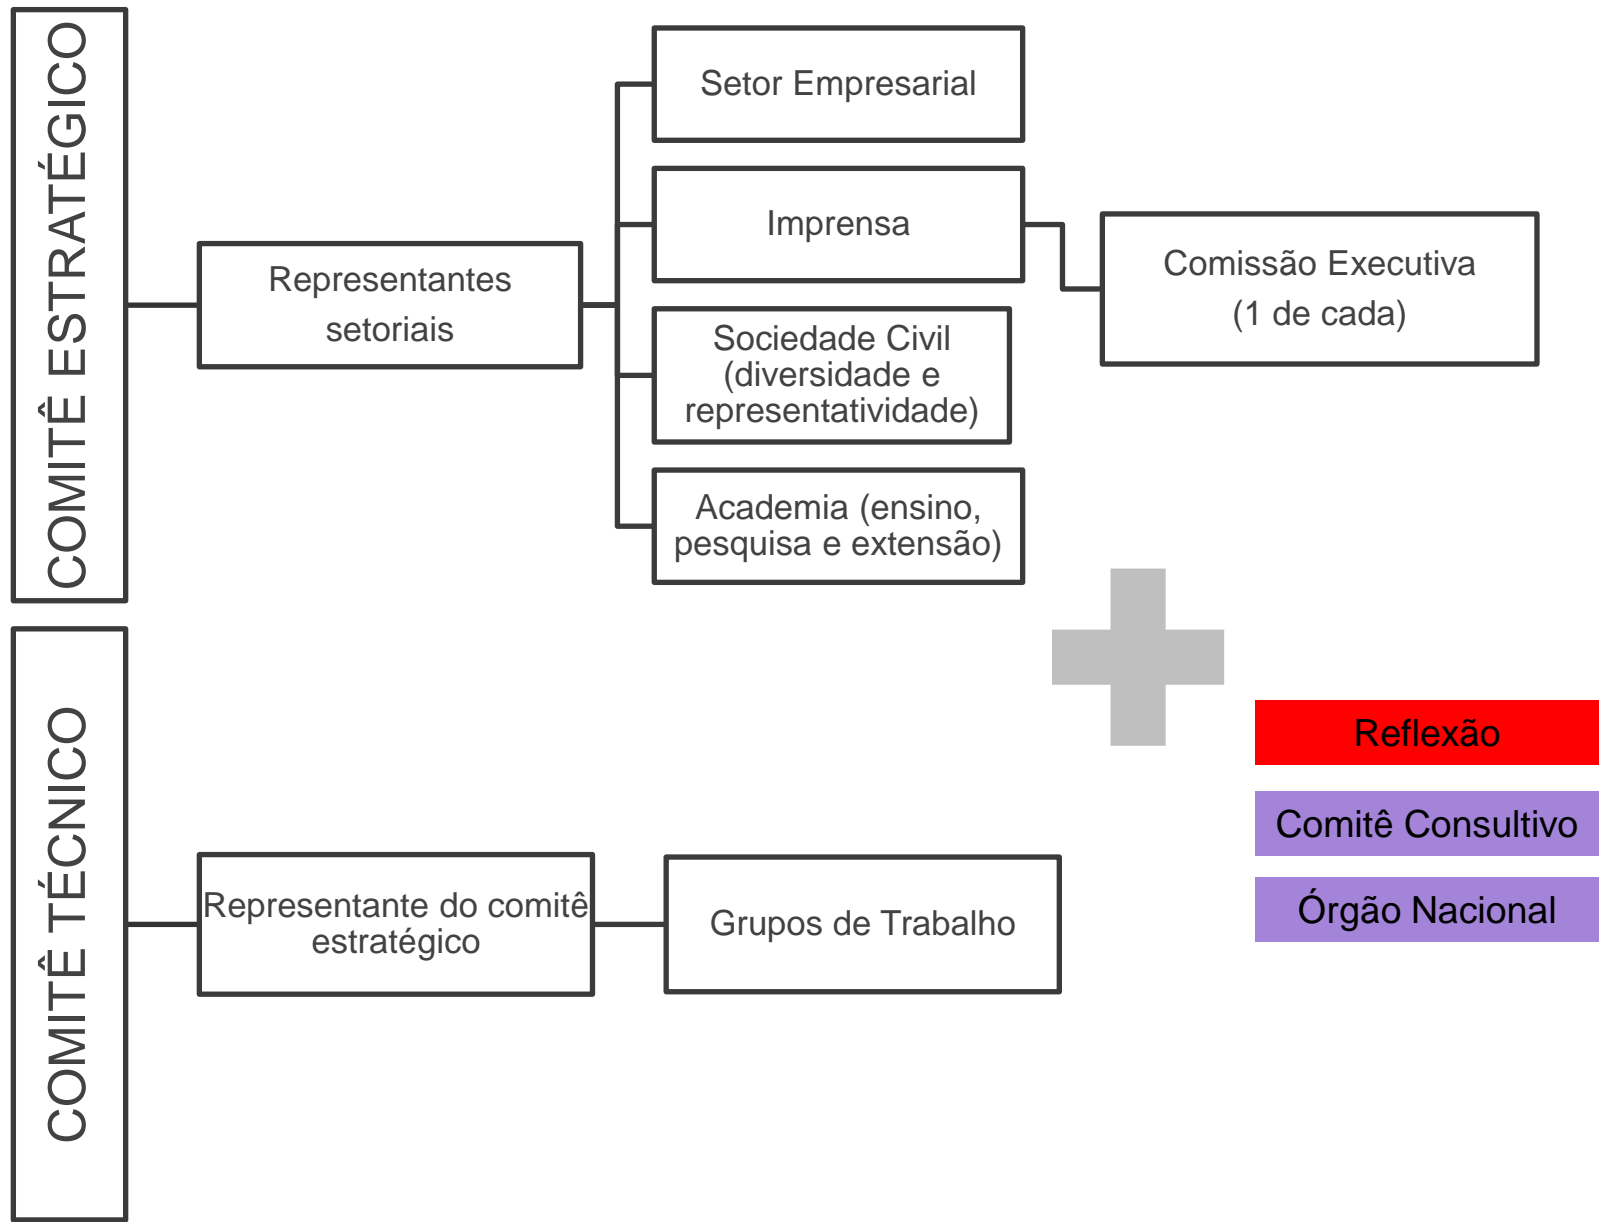 COMITÊ ESTRATÉGICO
Representantes
setoriais
Setor Empresarial
Imprensa
Sociedade Civil
(diversidade e
representatividade)
Academia (ensino,
pesquisa e extensão)
Comissão Executiva
(1 de cada)
COMITÊ TÉCNICO
Representante do comitê
estratégico
Grupos de Trabalho
Reflexão
Comitê Consultivo
Órgão Nacional